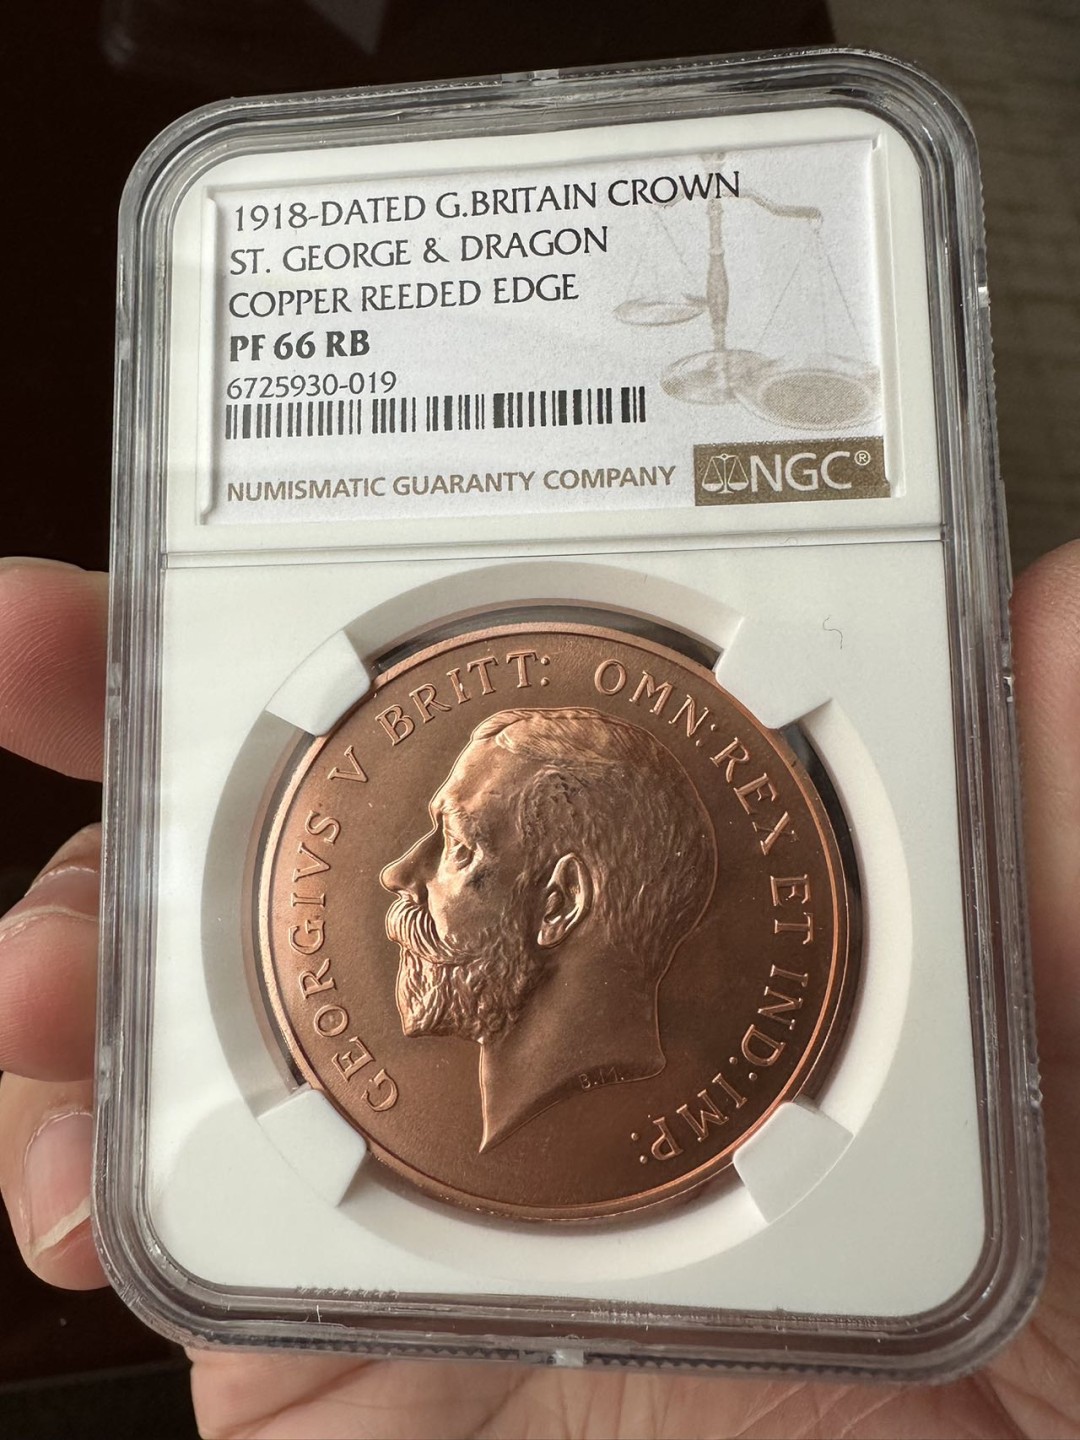 1918-DATED G.BRITAIN CROWN
ST. GEORGE & DRAGON
COPPER REEDED EDGE
PF 66 RB
6725930-019
NUMISMATIC GUARANTY COMPANY
NGC®
GEORGIVS V BRITT: OMN: REX ET IND: IMP:
B.M.